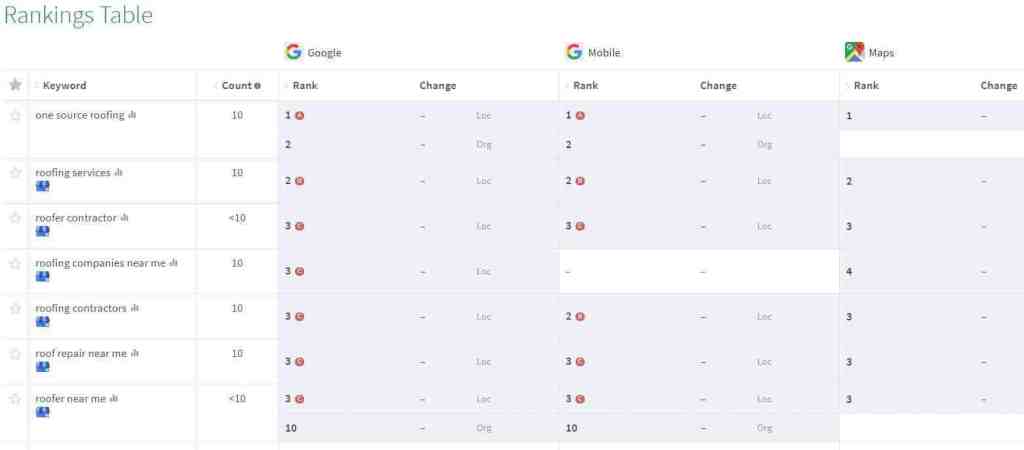 Rankings Table
Google Mobile Maps
Keyword Count Rank Change Rank Change Rank Change
one source roofing 10 1 A – Loc 1 A – Loc 1 –
2 – Org 2 – Org
roofing services 10 2 B – Loc 2 B – Loc 2 –
roofer contractor <10 3 C – Loc 3 C – Loc 3 –
roofing companies near me 10 3 C – Loc – – Loc 4 –
roofing contractors 10 3 C – Loc 2 B – Loc 3 –
roof repair near me 10 3 C – Loc 3 C – Loc 3 –
roofer near me <10 3 C – Loc 3 C – Loc 3 –
10 – Org 10 – Org